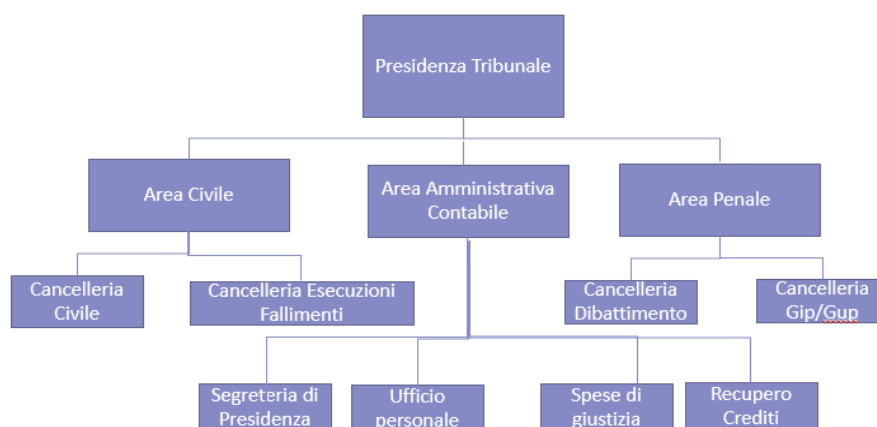 Presidenza Tribunale
Area Civile
Area Amministrativa
Contabile
Area Penale
Cancelleria
Civile
Cancelleria Esecuzioni
Fallimenti
Cancelleria
Dibattimento
Cancelleria
Gip/Gup
Segreteria di
Presidenza
Ufficio
personale
Spese di
giustizia
Recupero
Crediti